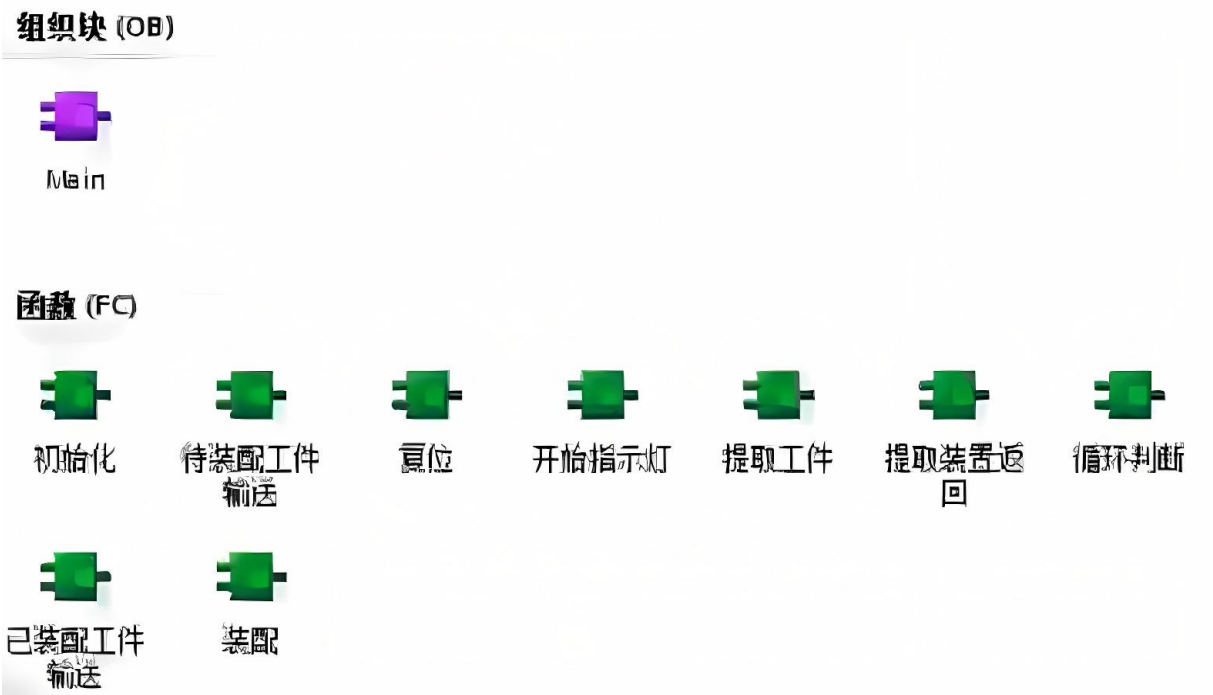 组织块 (OB)
Main
函数 (FC)
初始化
待装配工件
输送
复位
开始指示灯
提取工件
提取装置返
回
循环判断
已装配工件
输送
装配